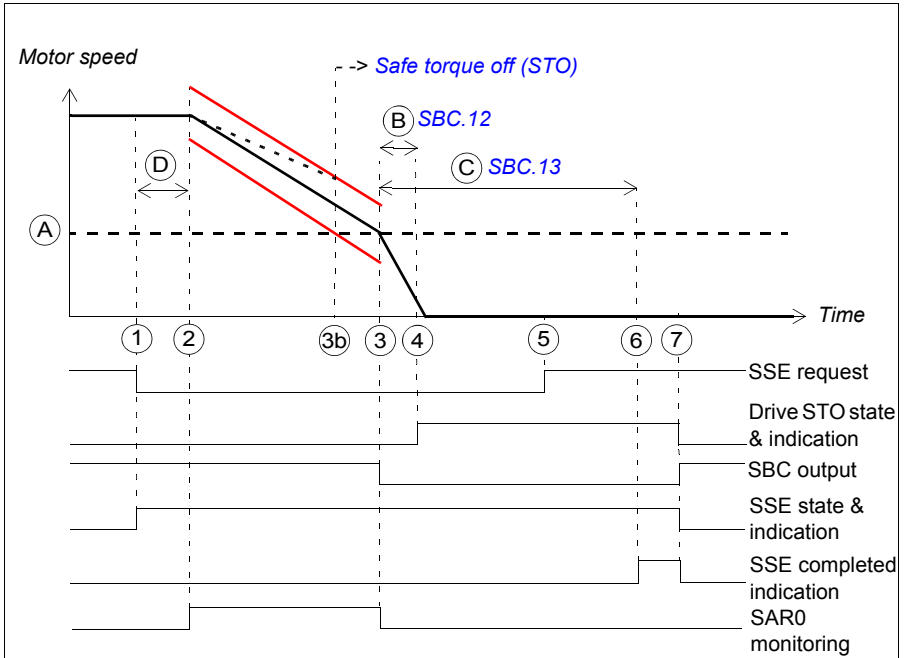 Motor speed
--> Safe torque off (STO)
B SBC.12
D
C SBC.13
A
Time
1 2 3b 3 4 5 6 7
SSE request
Drive STO state
& indication
SBC output
SSE state &
indication
SSE completed
indication
SAR0
monitoring